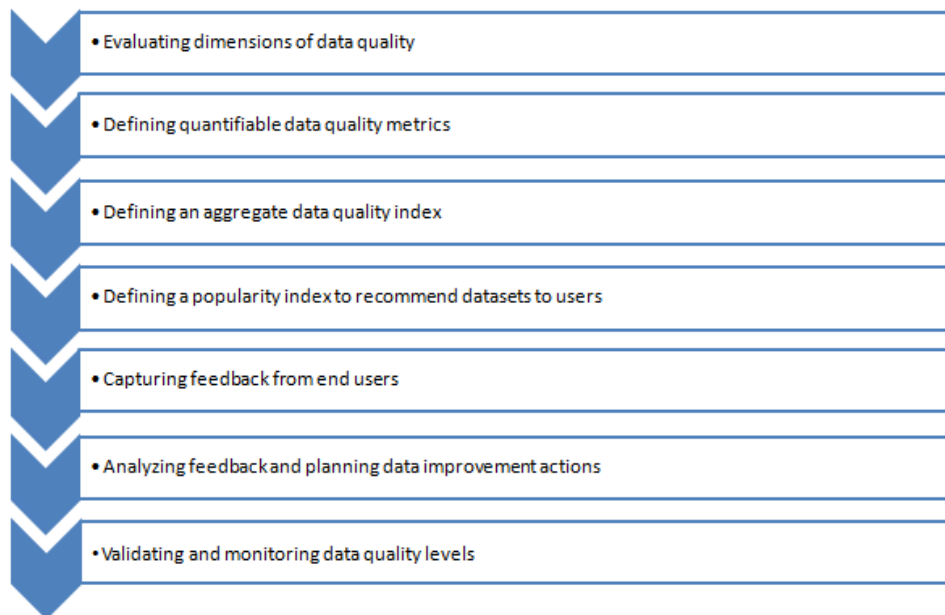 • Evaluating dimensions of data quality
• Defining quantifiable data quality metrics
• Defining an aggregate data quality index
• Defining a popularity index to recommend datasets to users
• Capturing feedback from end users
• Analyzing feedback and planning data improvement actions
• Validating and monitoring data quality levels